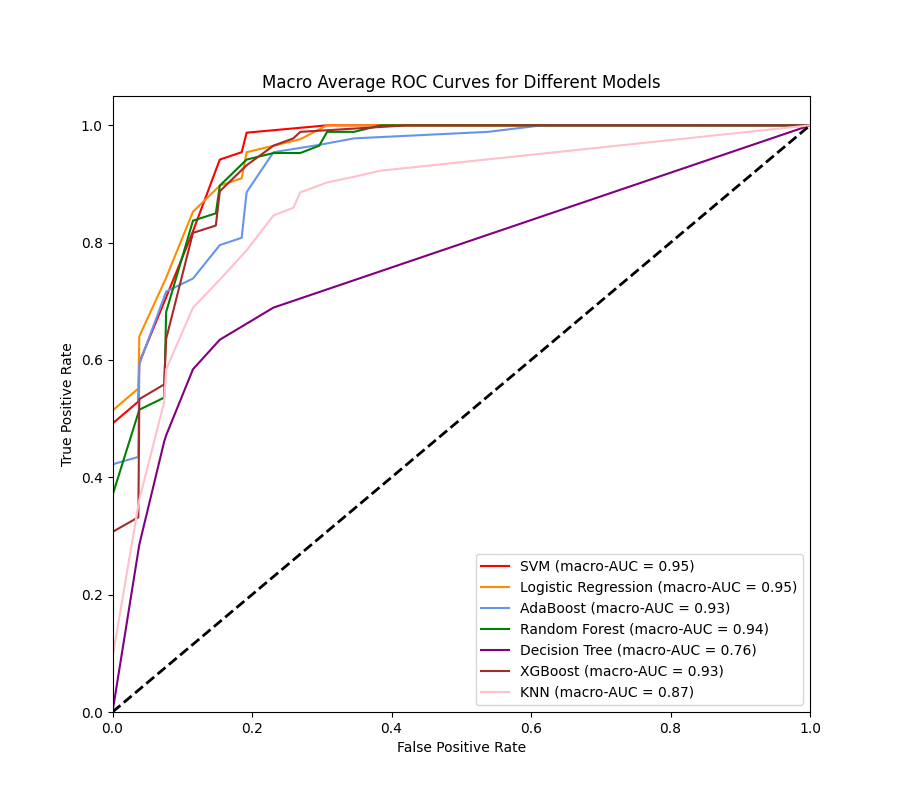 Macro Average ROC Curves for Different Models
True Positive Rate
1.0
0.8
0.6
0.4
0.2
0.0
SVM (macro-AUC = 0.95)
Logistic Regression (macro-AUC = 0.95)
AdaBoost (macro-AUC = 0.93)
Random Forest (macro-AUC = 0.94)
Decision Tree (macro-AUC = 0.76)
XGBoost (macro-AUC = 0.93)
KNN (macro-AUC = 0.87)
0.0 0.2 0.4 0.6 0.8 1.0
False Positive Rate